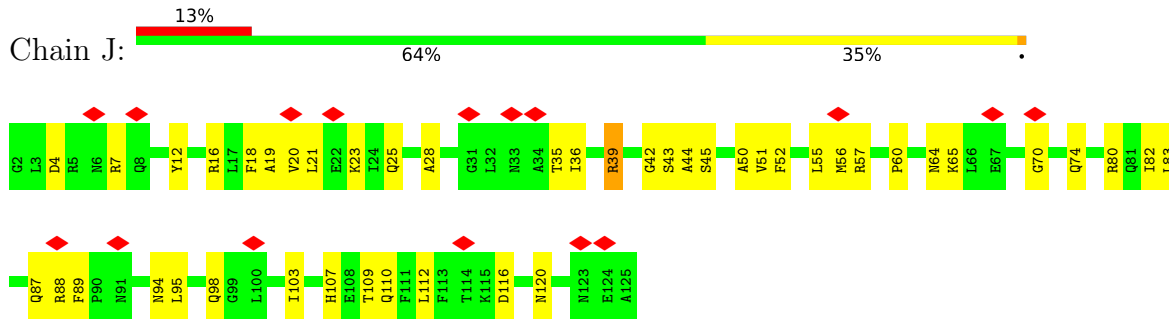 13%
Chain J:
64% 35% •
G2 L3 D4 R5 N6 R7 Q8 Y12 R16 L17 F18 A19 V20 L21 E22 K23 I24 Q25 A28 G31 L32 N33 A34 T35 I36 R39 G42 S43 A44 S45 A50 V51 F52 L55 M56 R57 P60 N64 K65 L66 E67 G70 Q74 R80 Q81 I82 L83
Q87 R88 F89 P90 N91 N94 L95 Q98 G99 L100 I103 H107 E108 T109 Q110 F111 L112 F113 T114 K115 D116 N120 N123 E124 A125